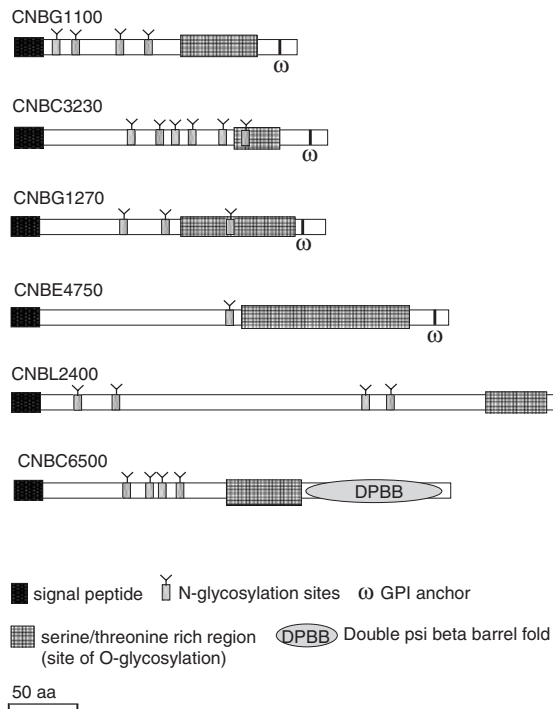 CNBG1100
ω
CNBC3230
ω
CNBG1270
ω
CNBE4750
ω
CNBL2400
CNBC6500
DPBB
signal peptide N-glycosylation sites ω GPI anchor
serine/threonine rich region DPBB Double psi beta barrel fold
(site of O-glycosylation)
50 aa